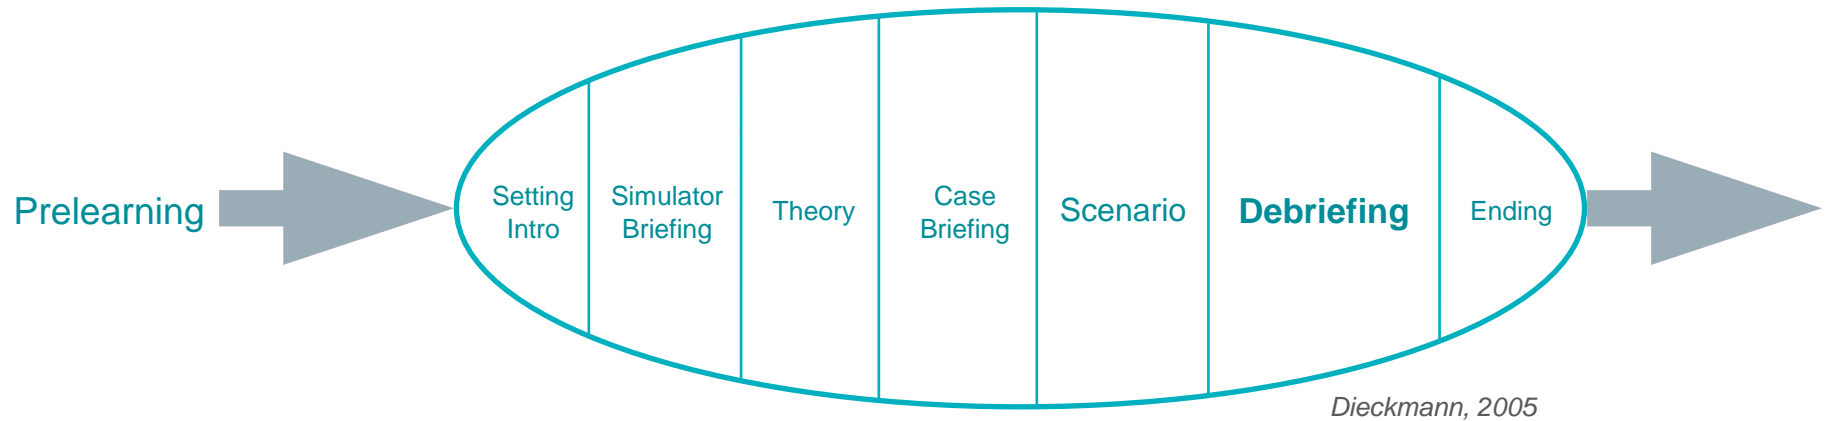 Prelearning
Setting
Intro
Simulator
Briefing
Theory
Case
Briefing
Scenario
Debriefing
Ending
Dieckmann, 2005